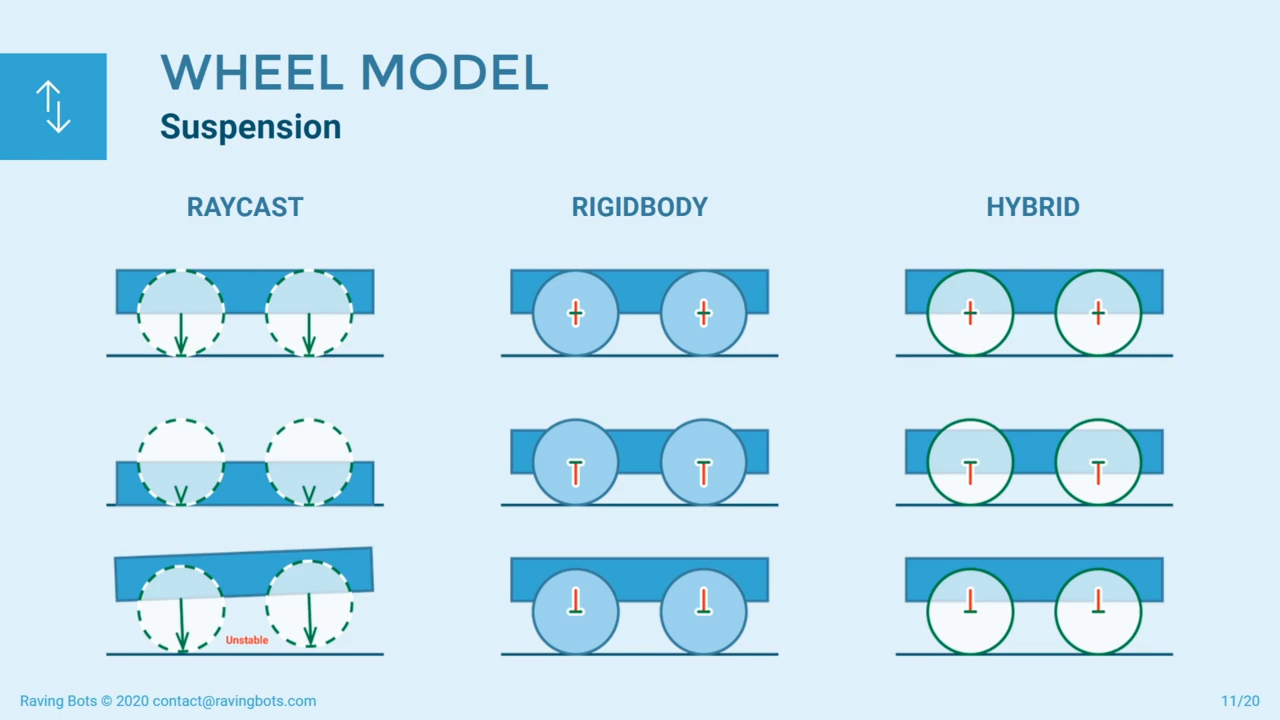 WHEEL MODEL
Suspension
RAYCAST
RIGIDBODY
HYBRID
Unstable
Raving Bots © 2020 contact@ravingbots.com
11/20